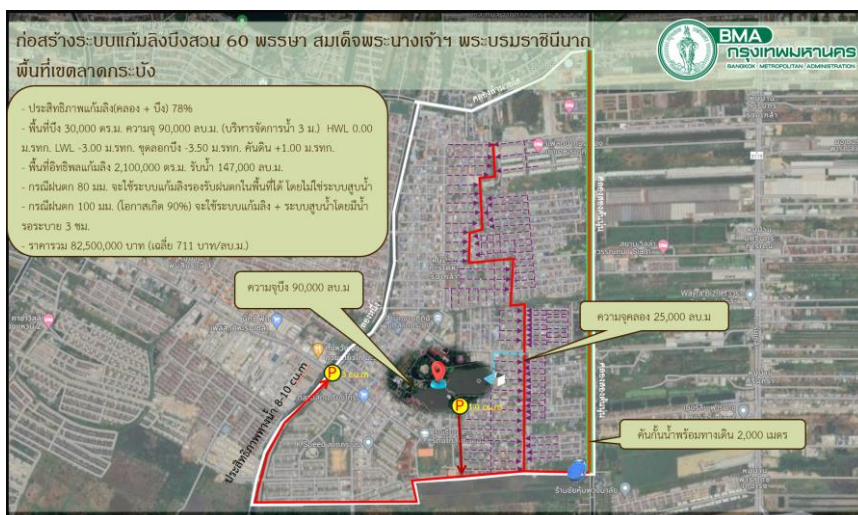 ก่อสร้างระบบแก้มลิงบึงสวน 60 พรรษา สมเด็จพระนางเจ้าฯ พระบรมราชินีนาถ
พื้นที่เขตลาดกระบัง
BMA
กรุงเทพมหานคร
BANGKOK METROPOLITAN ADMINISTRATION
- ประสิทธิภาพแก้มลิง(คลอง + บึง) 78%
- พื้นที่บึง 30,000 ตร.ม. ความจุ 90,000 ลบ.ม. (บริหารจัดการน้ำ 3 ม.) HWL 0.00
ม.รทก. LWL -3.00 ม.รทก. ขุดลอกบึง -3.50 ม.รทก. คันดิน +1.00 ม.รทก.
- พื้นที่อิทธิพลแก้มลิง 2,100,000 ตร.ม. รับน้ำ 147,000 ลบ.ม.
- กรณีฝนตก 80 มม. จะใช้ระบบแก้มลิงรองรับฝนตกในพื้นที่ได้ โดยไม่ใช่ระบบสูบน้ำ
- กรณีฝนตก 100 มม. (โอกาสเกิด 90%) จะใช้ระบบแก้มลิง + ระบบสูบน้ำโดยมีน้ำ
รอระบาย 3 ชม.
- ราคารวม 82,500,000 บาท (เฉลี่ย 711 บาท/ลบ.ม.)
ความจุบึง 90,000 ลบ.ม
ความจุคลอง 25,000 ลบ.ม
P
3 cu.m
ประสิทธิภาพทางน้ำ 8-10 cu.m
P
K-Speed
คันกั้นน้ำพร้อมทางเดิน 2,000 เมตร